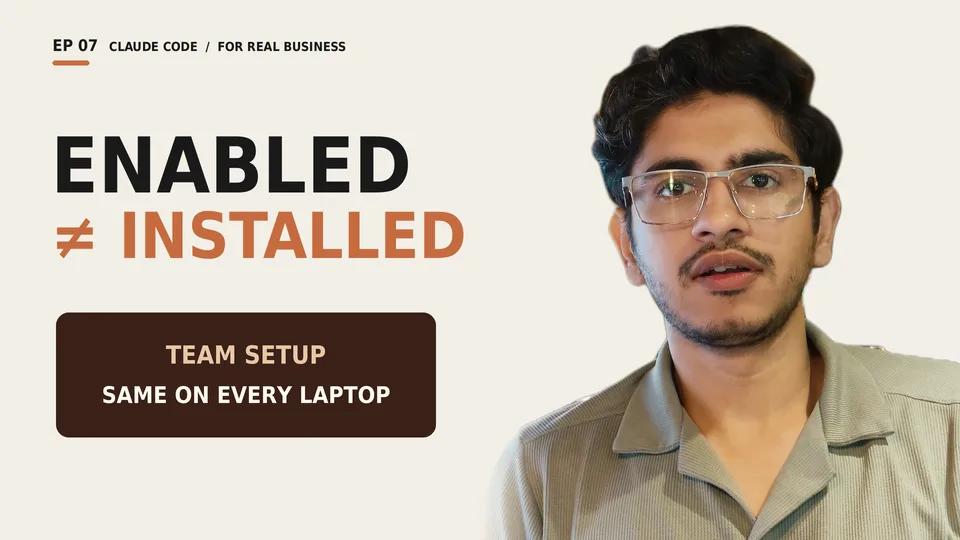 EP 07 CLAUDE CODE / FOR REAL BUSINESS
ENABLED
≠ INSTALLED
TEAM SETUP
SAME ON EVERY LAPTOP